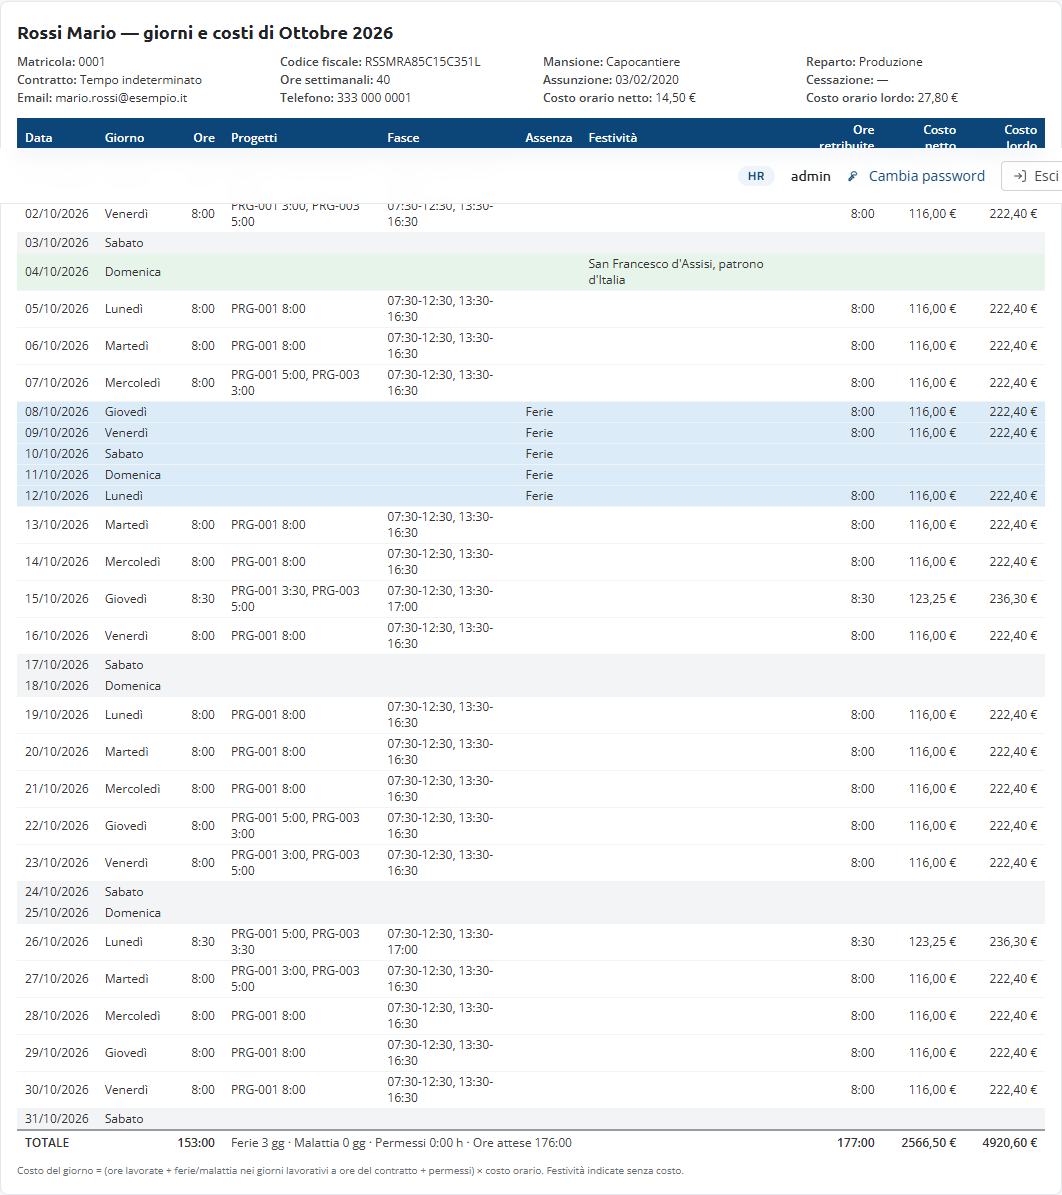 Rossi Mario — giorni e costi di Ottobre 2026
Matricola: 0001 Codice fiscale: RSSMRA85C15C351L Mansione: Capocantiere Reparto: Produzione
Contratto: Tempo indeterminato Ore settimanali: 40 Assunzione: 03/02/2020 Cessazione: —
Email: mario.rossi@esempio.it Telefono: 333 000 0001 Costo orario netto: 14,50 € Costo orario lordo: 27,80 €
Data Giorno Ore Progetti Fasce Assenza Festività Ore retribuite Costo netto Costo lordo
HR admin Cambia password Esci
02/10/2026 Venerdì 8:00 PRG-001 3:00, PRG-003 5:00 07:30-12:30, 13:30-16:30 8:00 116,00 € 222,40 €
03/10/2026 Sabato
04/10/2026 Domenica San Francesco d'Assisi, patrono d'Italia
05/10/2026 Lunedì 8:00 PRG-001 8:00 07:30-12:30, 13:30-16:30 8:00 116,00 € 222,40 €
06/10/2026 Martedì 8:00 PRG-001 8:00 07:30-12:30, 13:30-16:30 8:00 116,00 € 222,40 €
07/10/2026 Mercoledì 8:00 PRG-001 5:00, PRG-003 3:00 07:30-12:30, 13:30-16:30 8:00 116,00 € 222,40 €
08/10/2026 Giovedì Ferie 8:00 116,00 € 222,40 €
09/10/2026 Venerdì Ferie 8:00 116,00 € 222,40 €
10/10/2026 Sabato Ferie
11/10/2026 Domenica Ferie
12/10/2026 Lunedì Ferie 8:00 116,00 € 222,40 €
13/10/2026 Martedì 8:00 PRG-001 8:00 07:30-12:30, 13:30-16:30 8:00 116,00 € 222,40 €
14/10/2026 Mercoledì 8:00 PRG-001 8:00 07:30-12:30, 13:30-16:30 8:00 116,00 € 222,40 €
15/10/2026 Giovedì 8:30 PRG-001 3:30, PRG-003 5:00 07:30-12:30, 13:30-17:00 8:30 123,25 € 236,30 €
16/10/2026 Venerdì 8:00 PRG-001 8:00 07:30-12:30, 13:30-16:30 8:00 116,00 € 222,40 €
17/10/2026 Sabato
18/10/2026 Domenica
19/10/2026 Lunedì 8:00 PRG-001 8:00 07:30-12:30, 13:30-16:30 8:00 116,00 € 222,40 €
20/10/2026 Martedì 8:00 PRG-001 8:00 07:30-12:30, 13:30-16:30 8:00 116,00 € 222,40 €
21/10/2026 Mercoledì 8:00 PRG-001 8:00 07:30-12:30, 13:30-16:30 8:00 116,00 € 222,40 €
22/10/2026 Giovedì 8:00 PRG-001 5:00, PRG-003 3:00 07:30-12:30, 13:30-16:30 8:00 116,00 € 222,40 €
23/10/2026 Venerdì 8:00 PRG-001 3:00, PRG-003 5:00 07:30-12:30, 13:30-16:30 8:00 116,00 € 222,40 €
24/10/2026 Sabato
25/10/2026 Domenica
26/10/2026 Lunedì 8:30 PRG-001 5:00, PRG-003 3:30 07:30-12:30, 13:30-17:00 8:30 123,25 € 236,30 €
27/10/2026 Martedì 8:00 PRG-001 3:00, PRG-003 5:00 07:30-12:30, 13:30-16:30 8:00 116,00 € 222,40 €
28/10/2026 Mercoledì 8:00 PRG-001 8:00 07:30-12:30, 13:30-16:30 8:00 116,00 € 222,40 €
29/10/2026 Giovedì 8:00 PRG-001 8:00 07:30-12:30, 13:30-16:30 8:00 116,00 € 222,40 €
30/10/2026 Venerdì 8:00 PRG-001 8:00 07:30-12:30, 13:30-16:30 8:00 116,00 € 222,40 €
31/10/2026 Sabato
TOTALE 153:00 Ferie 3 gg · Malattia 0 gg · Permessi 0:00 h · Ore attese 176:00 177:00 2566,50 € 4920,60 €
Costo del giorno = (ore lavorate + ferie/malattia nei giorni lavorativi a ore del contratto + permessi) × costo orario. Festività indicate senza costo.